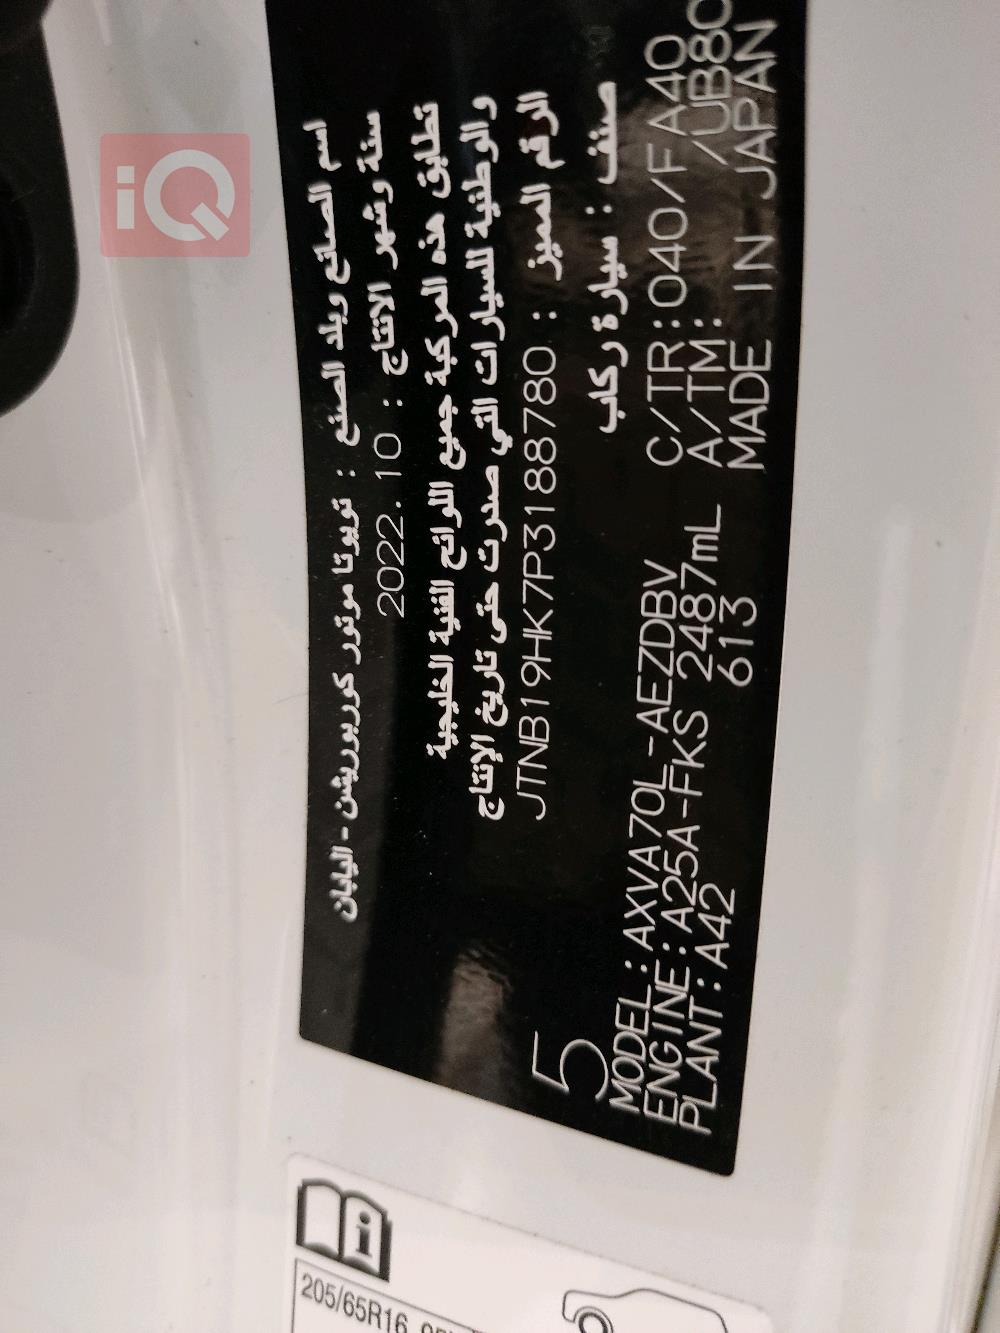 iQ
اسم الصانع وبلد الصنع : تويوتا موتور كوربوريشن - اليابان
سنة وشهر الانتاج : 2022.10
تطابق هذه المركبة جميع اللوائح الفنية الخليجية
والوطنية للسيارات التي صدرت حتى تاريخ الإنتاج
الرقم المميز : JTNB19HK7P3188780
صنف : سيارة ركاب
5
MODEL : AXVA70L-AEZDBV C/TR : 040/FA40
ENGINE : A25A-FKS 2487mL A/TM : /UB80
PLANT : A42 613 MADE IN JAPAN
i
205/65R16